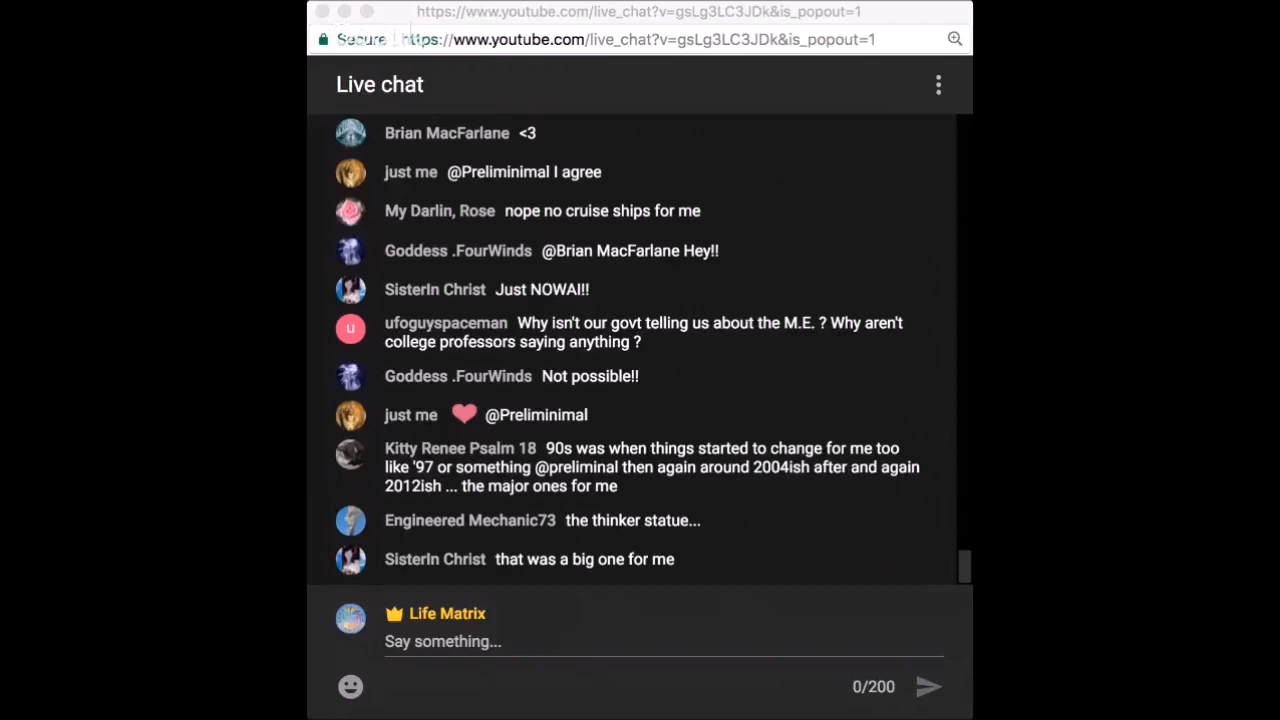 https://www.youtube.com/live_chat?v=gsLg3LC3JDk&is_popout=1
Secure https://www.youtube.com/live_chat?v=gsLg3LC3JDk&is_popout=1
Live chat
Brian MacFarlane <3
just me @Preliminimal I agree
My Darlin, Rose nope no cruise ships for me
Goddess .FourWinds @Brian MacFarlane Hey!!
SisterIn Christ Just NOWAI!!
ufoguyspaceman Why isn't our govt telling us about the M.E. ? Why aren't
college professors saying anything ?
u
Goddess .FourWinds Not possible!!
just me @Preliminimal
Kitty Renee Psalm 18 90s was when things started to change for me too
like '97 or something @preliminal then again around 2004ish after and again
2012ish ... the major ones for me
Engineered Mechanic73 the thinker statue...
SisterIn Christ that was a big one for me
Life Matrix
Say something...
0/200